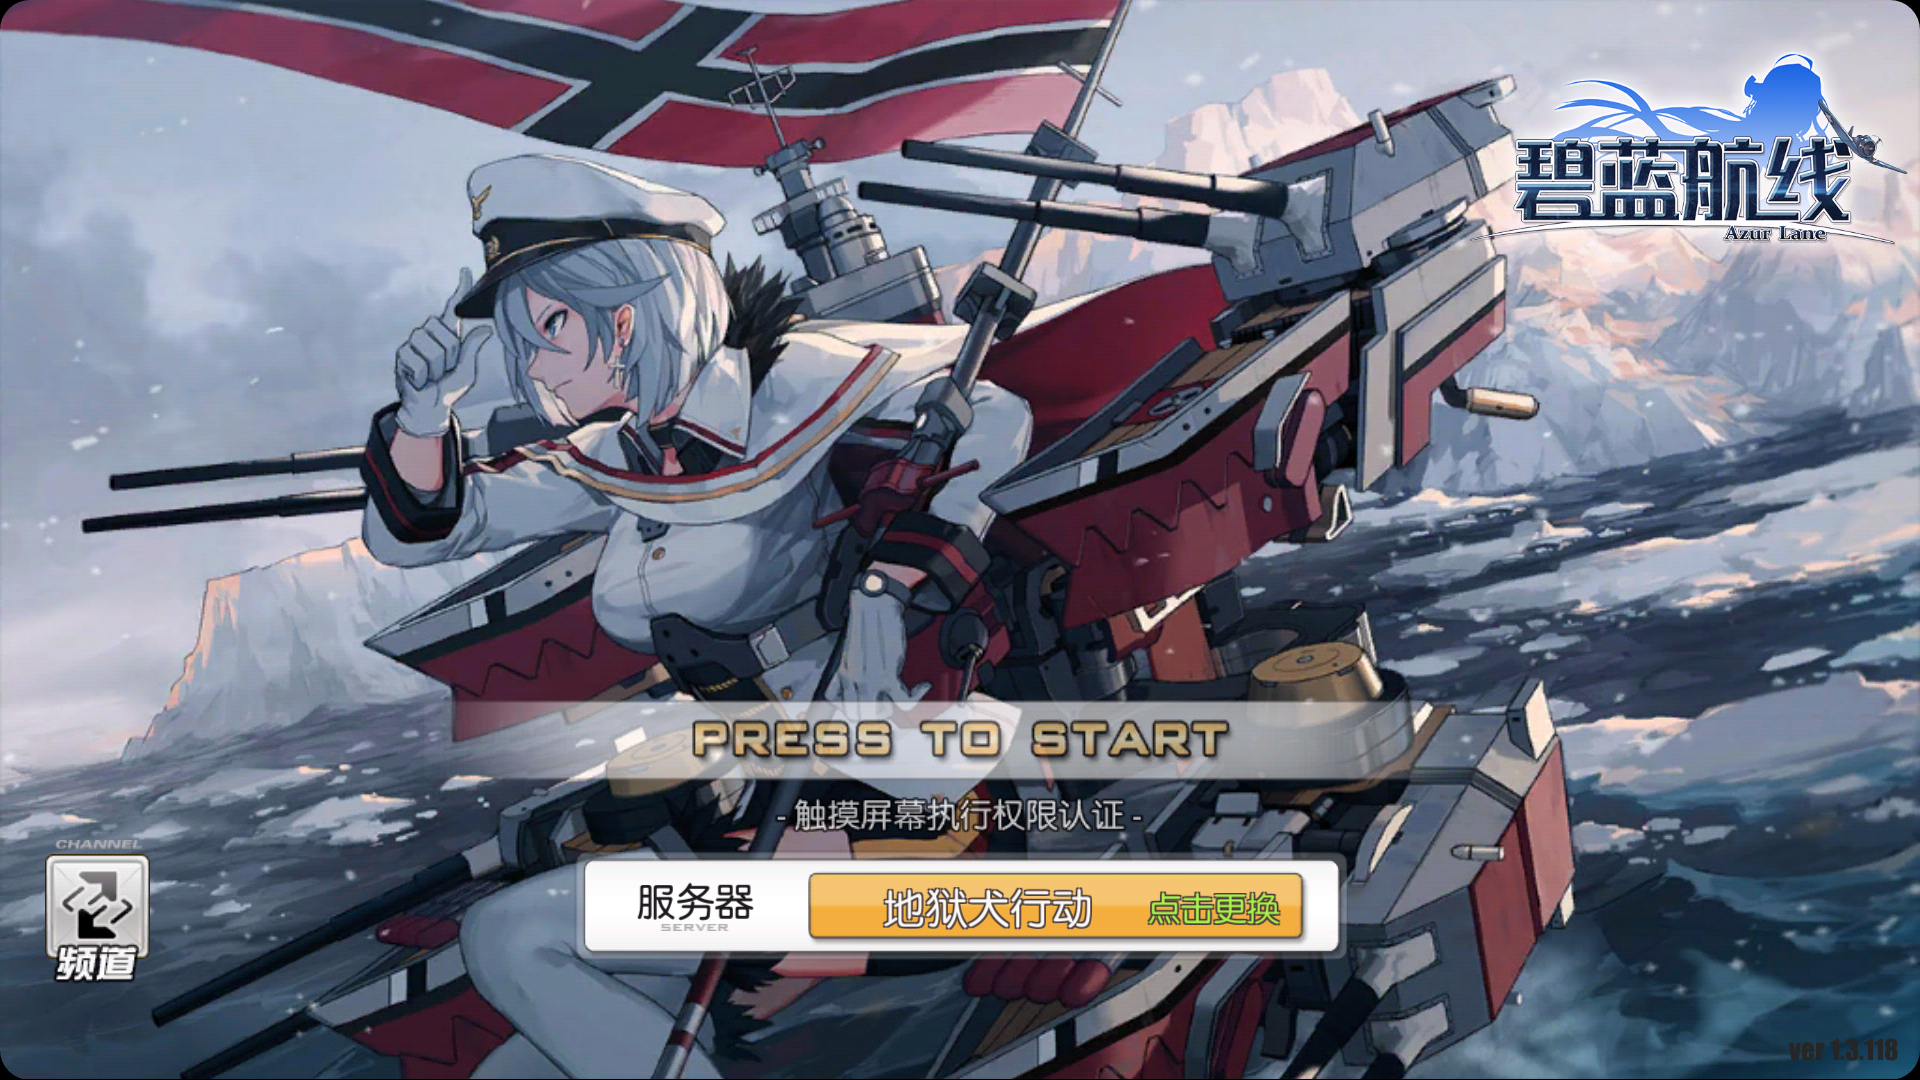 碧蓝航线
Azur Lane
PRESS TO START
- 触摸屏幕执行权限认证 -
CHANNEL
频道
服务器
SERVER
地狱犬行动
点击更换
ver 1.3.118